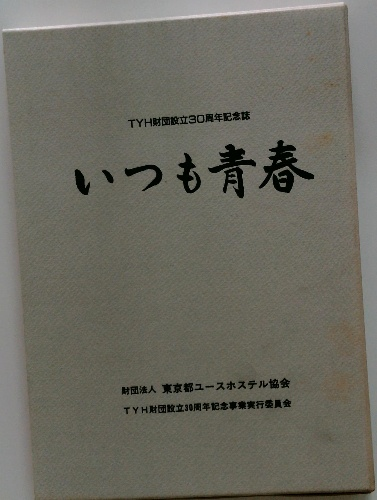 TYH財団設立30周年記念誌
いつも青春
財団法人 東京都ユースホステル協会
TYH財団設立30周年記念事業実行委員会